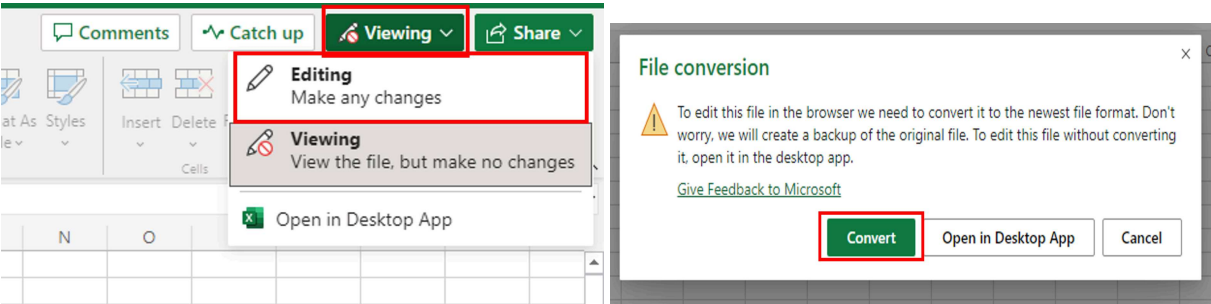 Comments
Catch up
Viewing
Share
Editing
Make any changes
at As
Styles
Insert
Delete
Viewing
View the file, but make no changes
Cells
Open in Desktop App
N
O
File conversion
X
To edit this file in the browser we need to convert it to the newest file format. Don't
worry, we will create a backup of the original file. To edit this file without converting
it, open it in the desktop app.
Give Feedback to Microsoft
Convert
Open in Desktop App
Cancel